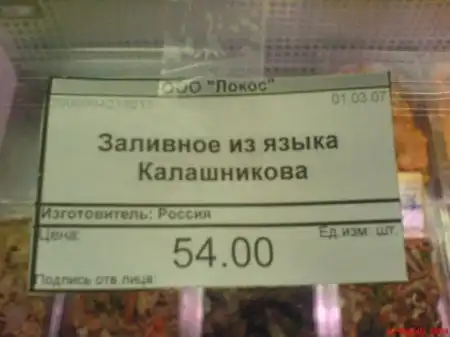 ООО "Локос"
01.03.07
Заливное из языка
Калашникова
Изготовитель: Россия
Цена: Ед.изм: шт.
54.00
Подпись отв.лица: